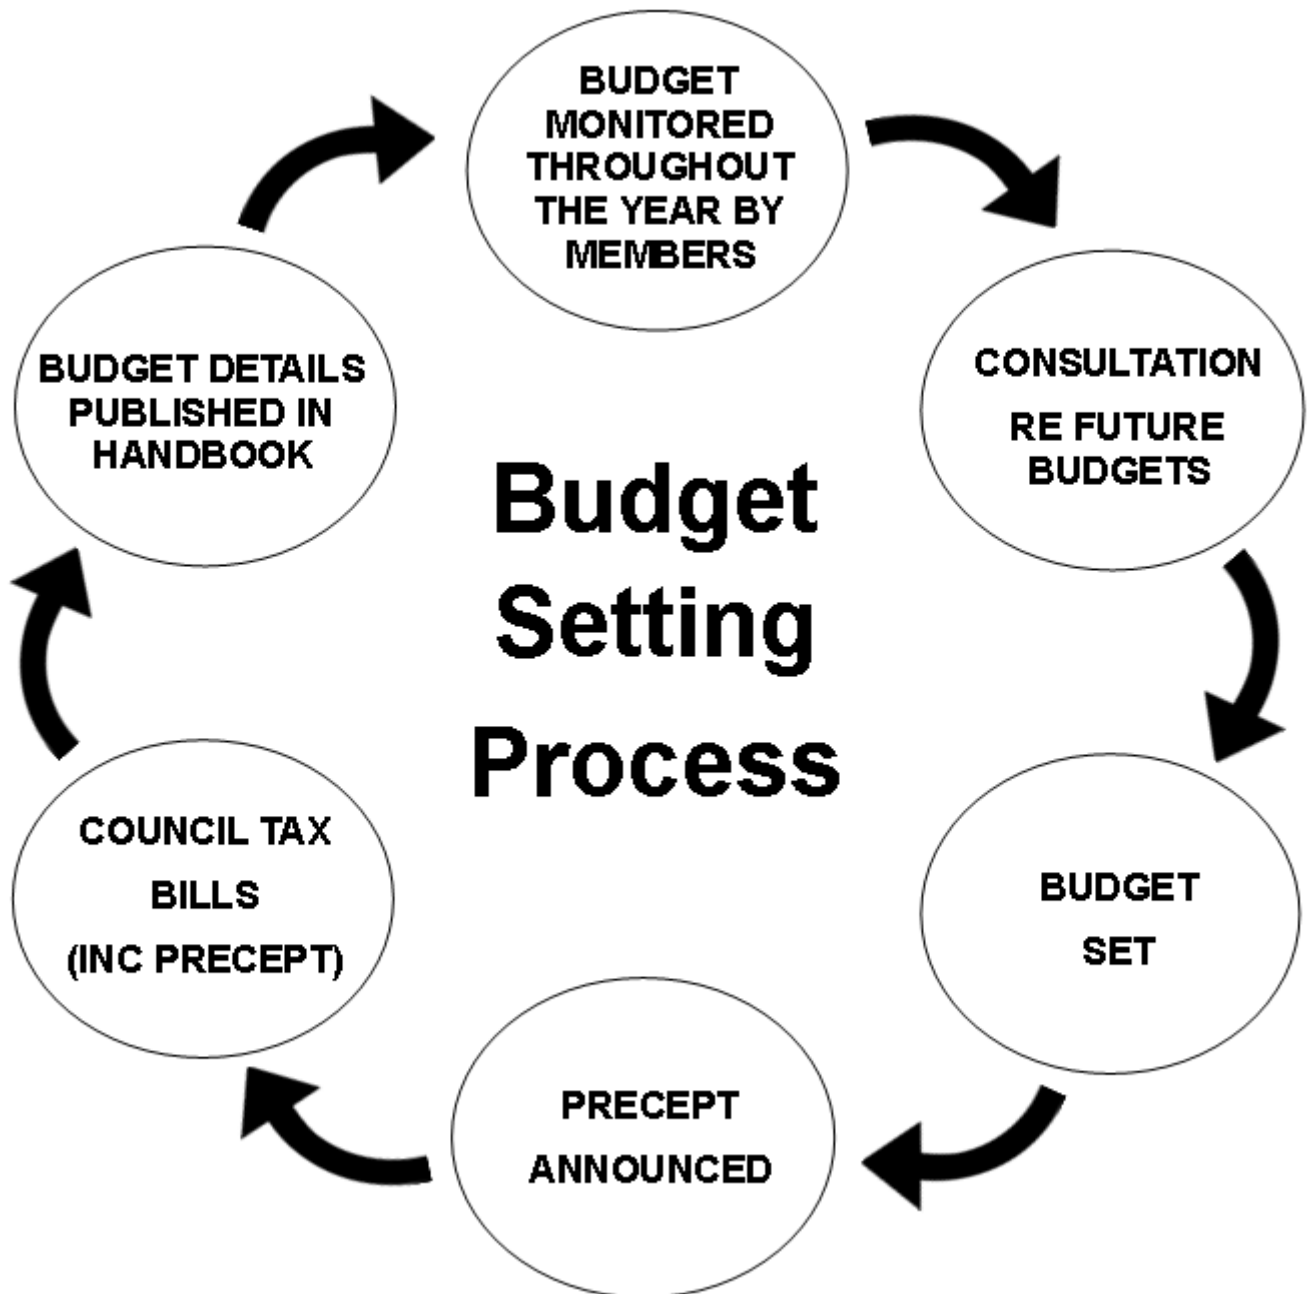 BUDGET
MONITORED
THROUGHOUT
THE YEAR BY
MEMBERS
CONSULTATION
RE FUTURE
BUDGETS
BUDGET
SET
PRECEPT
ANNOUNCED
COUNCIL TAX
BILLS
(INC PRECEPT)
BUDGET DETAILS
PUBLISHED IN
HANDBOOK
Budget
Setting
Process